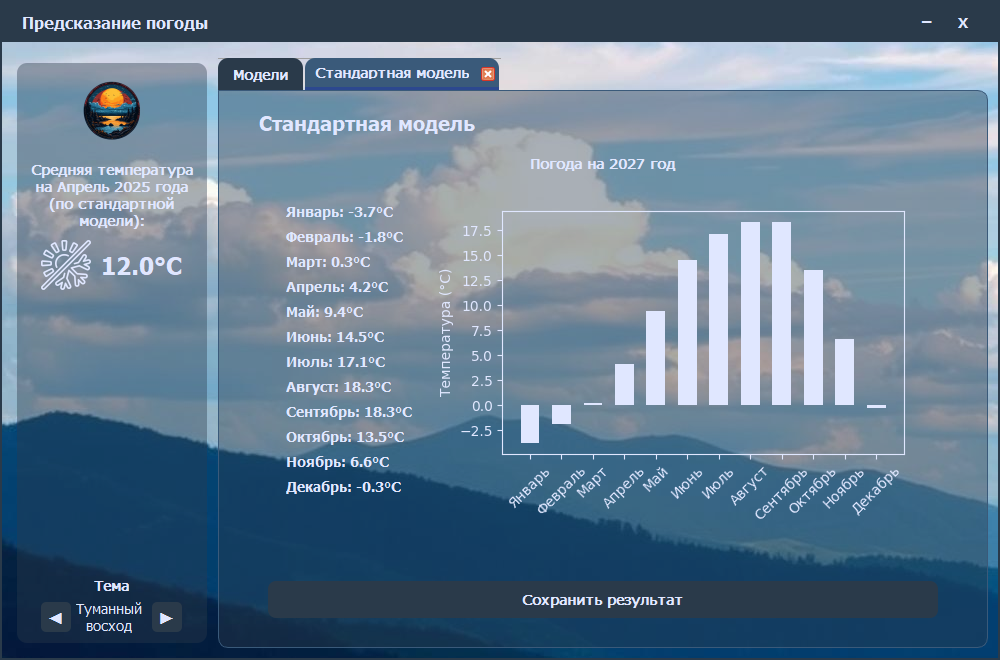 Предсказание погоды
– x
Модели
Стандартная модель
Средняя температура
на Апрель 2025 года
(по стандартной
модели):
12.0°C
Тема
◀ Туманный восход ▶
Стандартная модель
Январь: -3.7°C
Февраль: -1.8°C
Март: 0.3°C
Апрель: 4.2°C
Май: 9.4°C
Июнь: 14.5°C
Июль: 17.1°C
Август: 18.3°C
Сентябрь: 18.3°C
Октябрь: 13.5°C
Ноябрь: 6.6°C
Декабрь: -0.3°C
Погода на 2027 год
Температура (°C)
17.5
15.0
12.5
10.0
7.5
5.0
2.5
0.0
−2.5
Январь
Февраль
Март
Апрель
Май
Июнь
Июль
Август
Сентябрь
Октябрь
Ноябрь
Декабрь
Сохранить результат